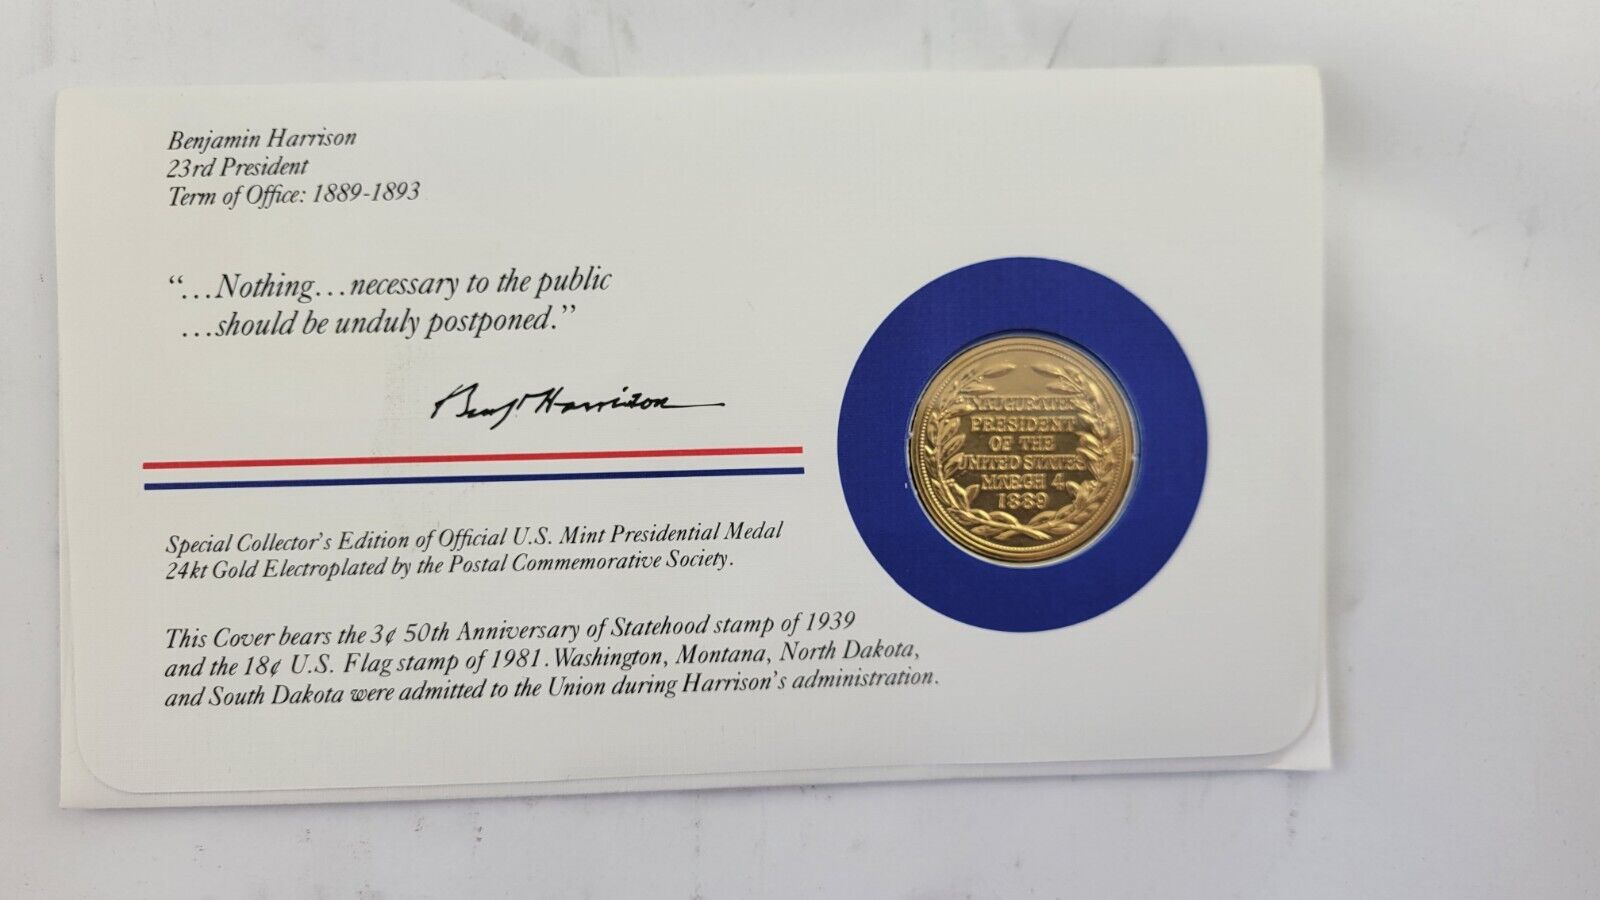 Benjamin Harrison
23rd President
Term of Office: 1889-1893
“...Nothing...necessary to the public
...should be unduly postponed.”
Benj Harrison
Special Collector's Edition of Official U.S. Mint Presidential Medal
24kt Gold Electroplated by the Postal Commemorative Society.
This Cover bears the 3¢ 50th Anniversary of Statehood stamp of 1939
and the 18¢ U.S. Flag stamp of 1981. Washington, Montana, North Dakota,
and South Dakota were admitted to the Union during Harrison's administration.
INAUGURATED
PRESIDENT
OF THE
UNITED STATES
MARCH 4
1889